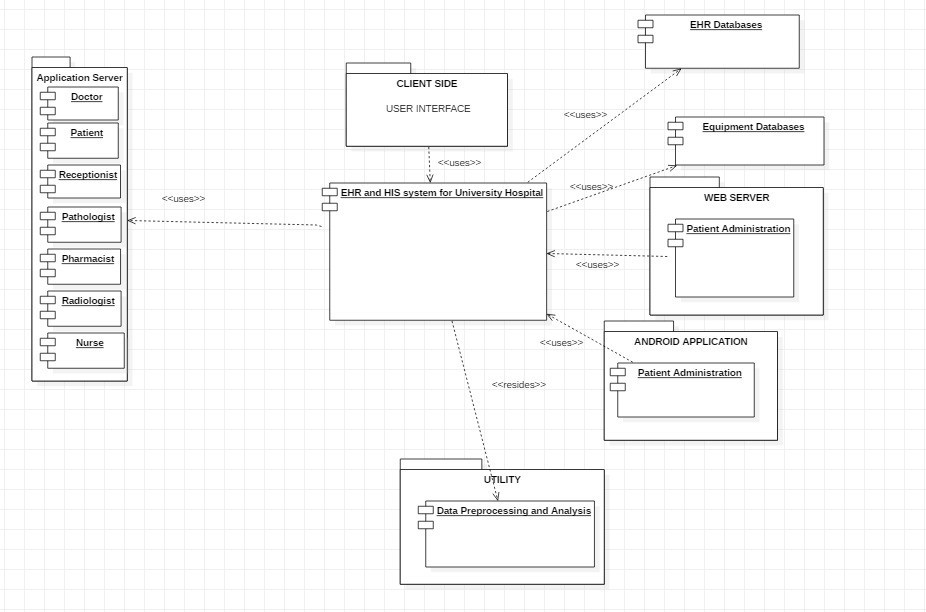 EHR Databases
Application Server
Doctor
Patient
Receptionist
Pathologist
Pharmacist
Radiologist
Nurse
CLIENT SIDE
USER INTERFACE
<<uses>>
Equipment Databases
<<uses>>
<<uses>>
<<uses>>
EHR and HIS system for University Hospital
WEB SERVER
Patient Administration
<<uses>>
ANDROID APPLICATION
Patient Administration
<<uses>>
<<resides>>
UTILITY
Data Preprocessing and Analysis